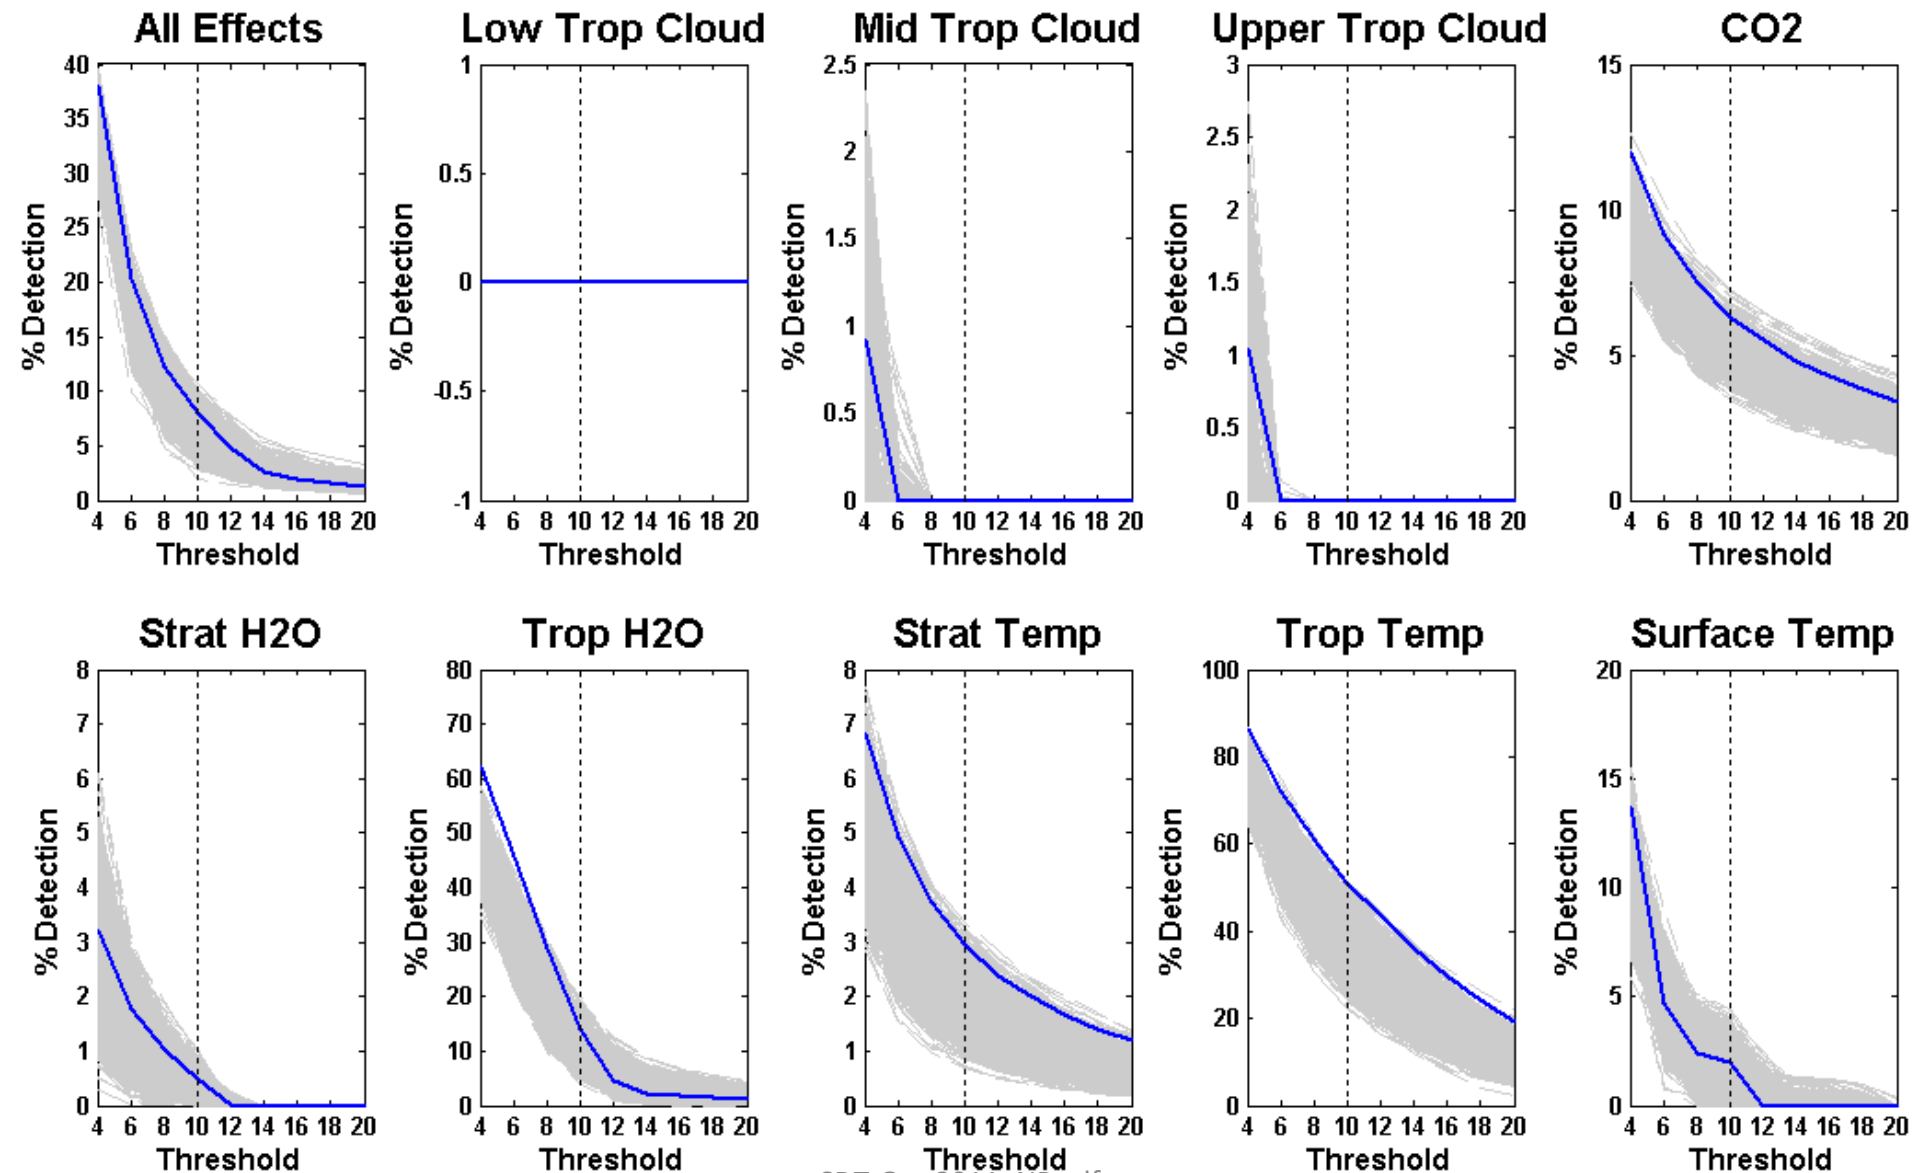 All Effects
Low Trop Cloud
Mid Trop Cloud
Upper Trop Cloud
CO2
40
35
30
25
20
15
10
5
0
% Detection
4 6 8 10 12 14 16 18 20
Threshold
1
0.5
0
-0.5
-1
% Detection
4 6 8 10 12 14 16 18 20
Threshold
2.5
2
1.5
1
0.5
0
% Detection
4 6 8 10 12 14 16 18 20
Threshold
3
2.5
2
1.5
1
0.5
0
% Detection
4 6 8 10 12 14 16 18 20
Threshold
15
10
5
0
% Detection
4 6 8 10 12 14 16 18 20
Threshold
Strat H2O
Trop H2O
Strat Temp
Trop Temp
Surface Temp
8
7
6
5
4
3
2
1
0
% Detection
4 6 8 10 12 14 16 18 20
Threshold
80
70
60
50
40
30
20
10
0
% Detection
4 6 8 10 12 14 16 18 20
Threshold
8
7
6
5
4
3
2
1
0
% Detection
4 6 8 10 12 14 16 18 20
Threshold
100
80
60
40
20
0
% Detection
4 6 8 10 12 14 16 18 20
Threshold
20
15
10
5
0
% Detection
4 6 8 10 12 14 16 18 20
Threshold